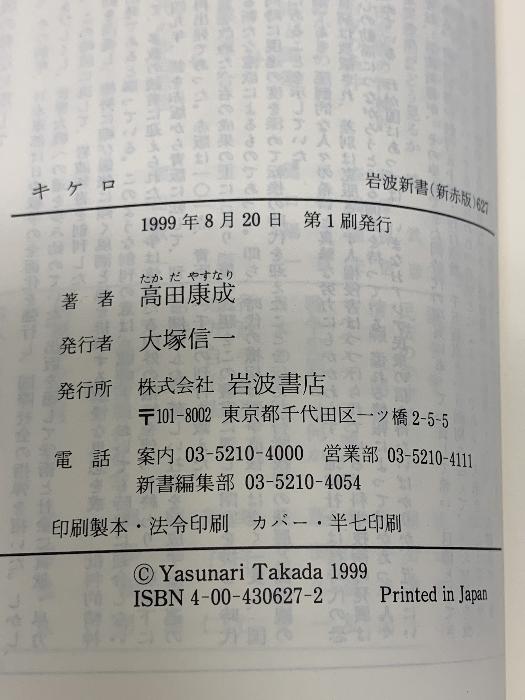 キケロ 岩波新書(新赤版)627
1999年8月20日 第1刷発行
たかだやすなり
著者 高田康成
発行者 大塚信一
発行所 株式会社 岩波書店
〒101-8002 東京都千代田区一ツ橋2-5-5
電話 案内 03-5210-4000 営業部 03-5210-4111
新書編集部 03-5210-4054
印刷製本・法令印刷 カバー・半七印刷
© Yasunari Takada 1999
ISBN 4-00-430627-2 Printed in Japan